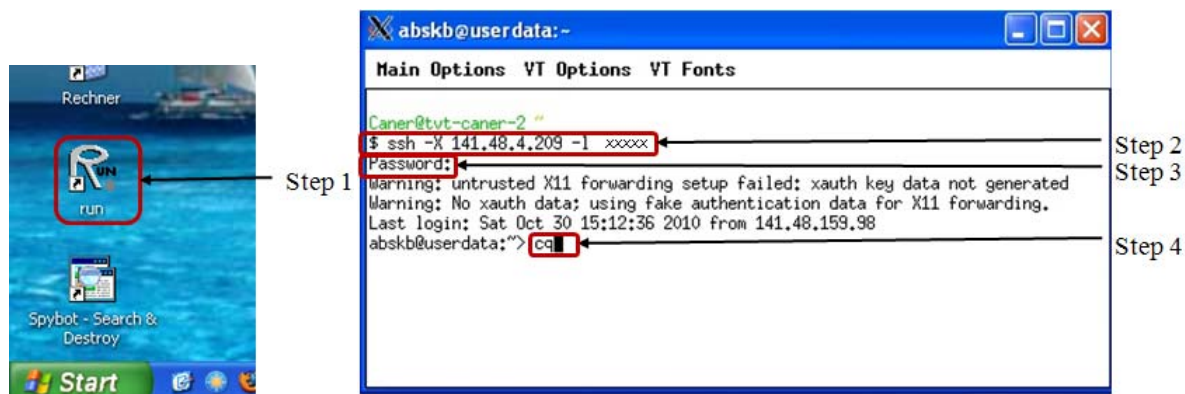 Rechner
RUN
run
Spybot - Search &
Destroy
Start
Step 1
abskb@userdata:~
Main Options VT Options VT Fonts
Caner@tvt-caner-2 ~
$ ssh -X 141.48.4.209 -l xxxxx
Password:
Warning: untrusted X11 forwarding setup failed: xauth key data not generated
Warning: No xauth data; using fake authentication data for X11 forwarding.
Last login: Sat Oct 30 15:12:36 2010 from 141.48.159.98
abskb@userdata:~> cq
Step 2
Step 3
Step 4